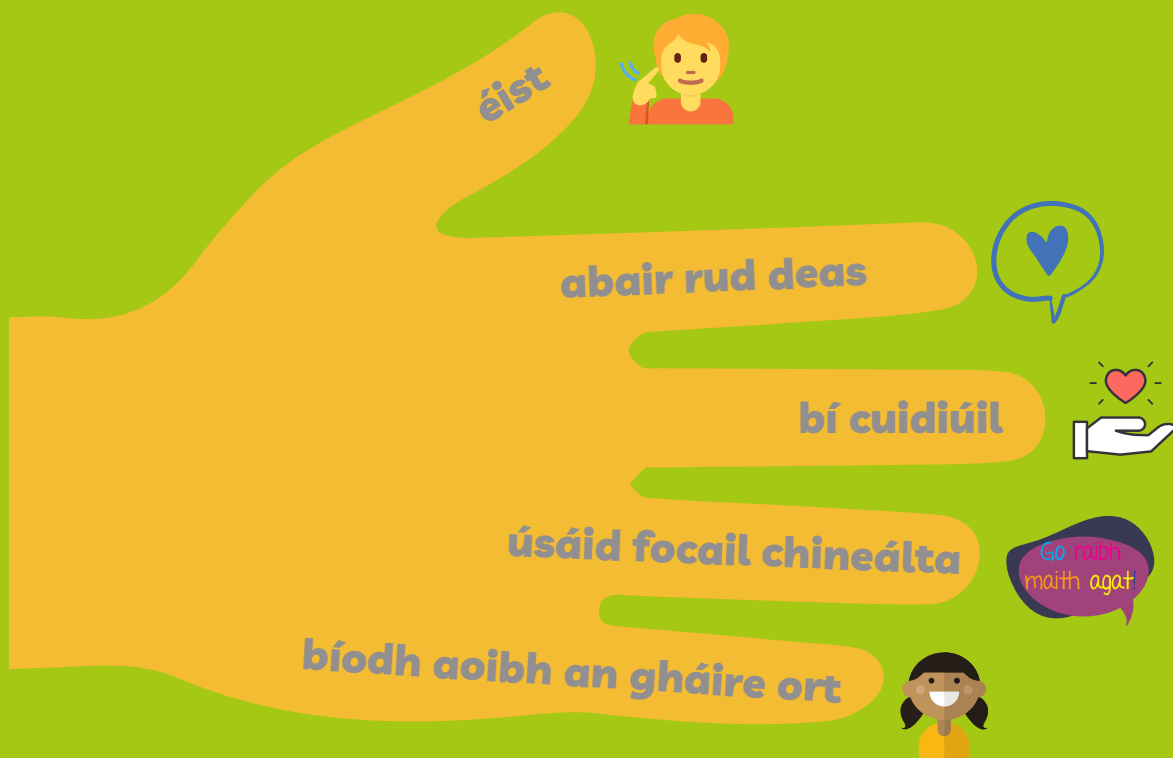 éist
abair rud deas
bí cuidiúil
úsáid focail chineálta
Go raibh
maith agat!
bíodh aoibh an gháire ort